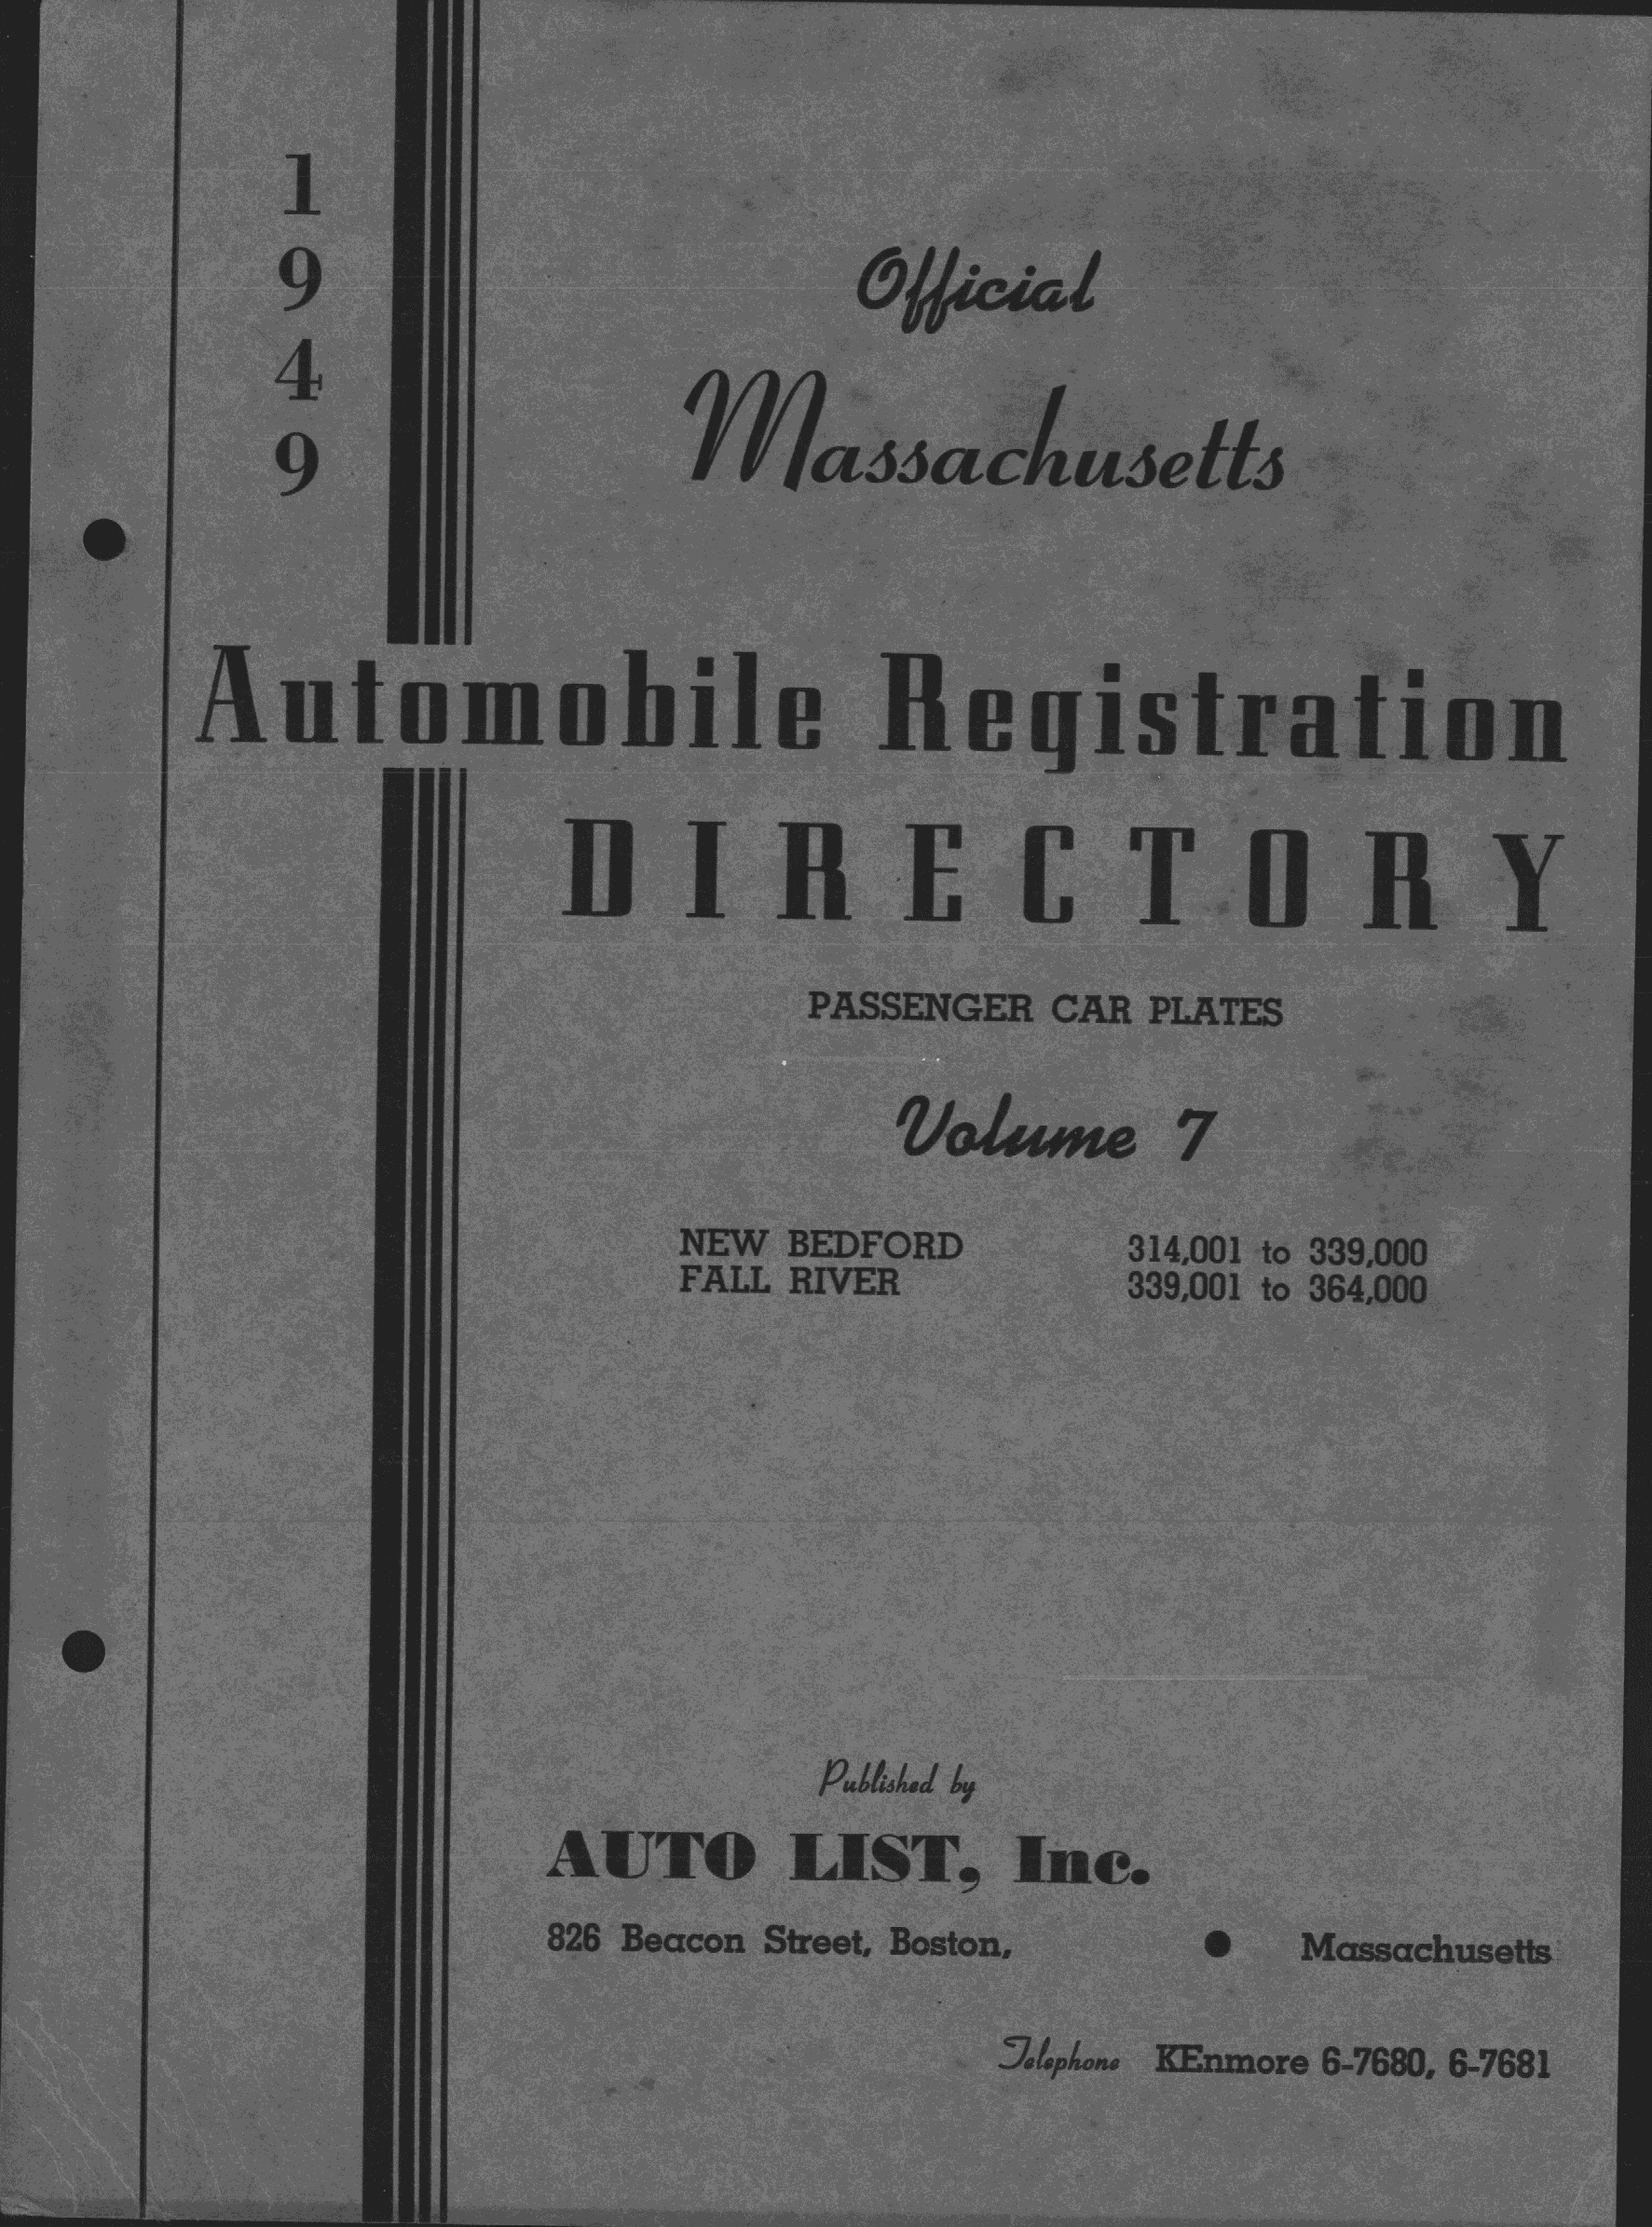 1
9
4
9
Official
Massachusetts
Automobile Registration
DIRECTORY
PASSENGER CAR PLATES
Volume 7
NEW BEDFORD 314,001 to 339,000
FALL RIVER 339,001 to 364,000
Published by
AUTO LIST, Inc.
826 Beacon Street, Boston, ● Massachusetts
Telephone KEnmore 6-7680, 6-7681